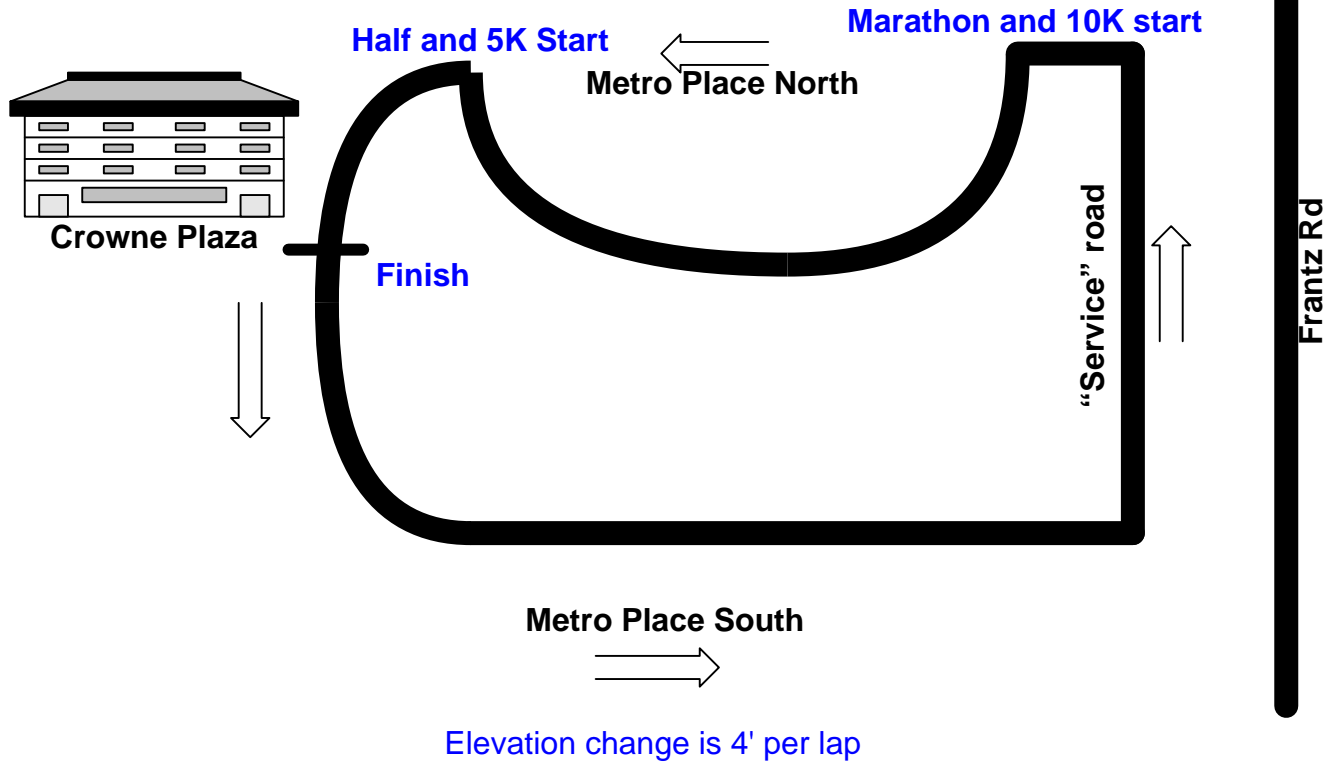 Marathon and 10K start
Half and 5K Start
Metro Place North
Crowne Plaza
Finish
“Service” road
Frantz Rd
Metro Place South
Elevation change is 4' per lap